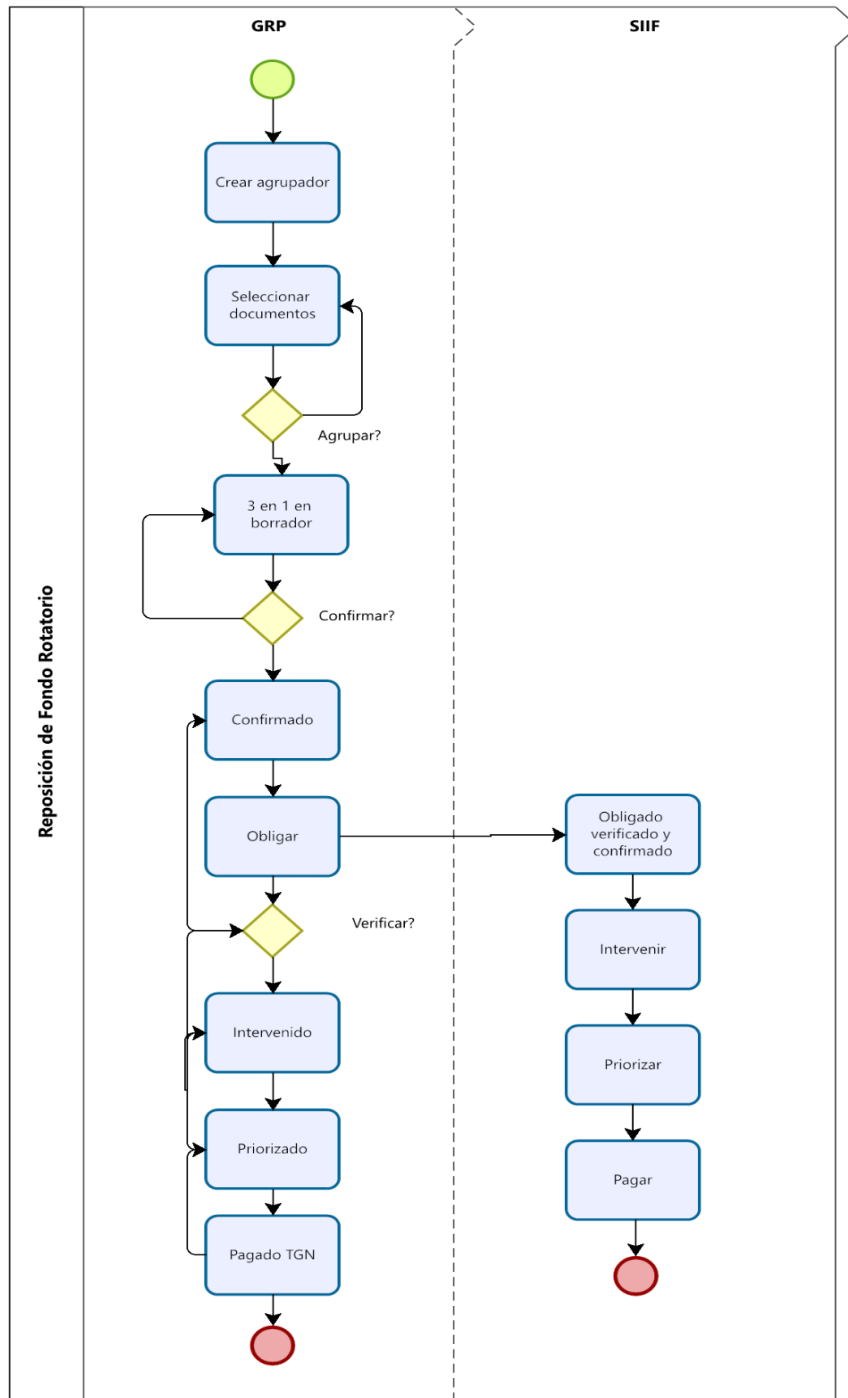 GRP
SIIF
Reposición de Fondo Rotatorio
Crear agrupador
Seleccionar
documentos
Agrupar?
3 en 1 en
borrador
Confirmar?
Confirmado
Obligar
Obligado
verificado y
confirmado
Verificar?
Intervenir
Intervenido
Priorizar
Priorizado
Pagar
Pagado TGN